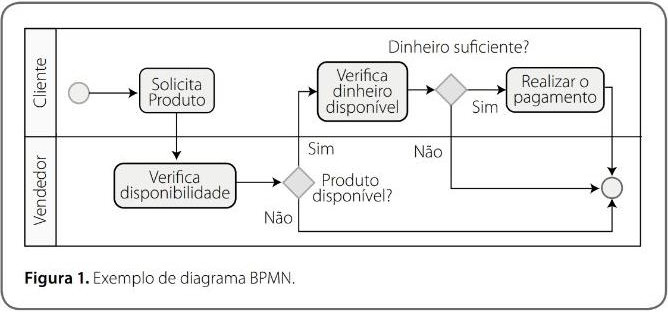 Cliente
Solicita
Produto
Verifica
dinheiro
disponível
Dinheiro suficiente?
Sim
Realizar o
pagamento
Não
Vendedor
Verifica
disponibilidade
Sim
Produto
disponível?
Não
Figura 1. Exemplo de diagrama BPMN.